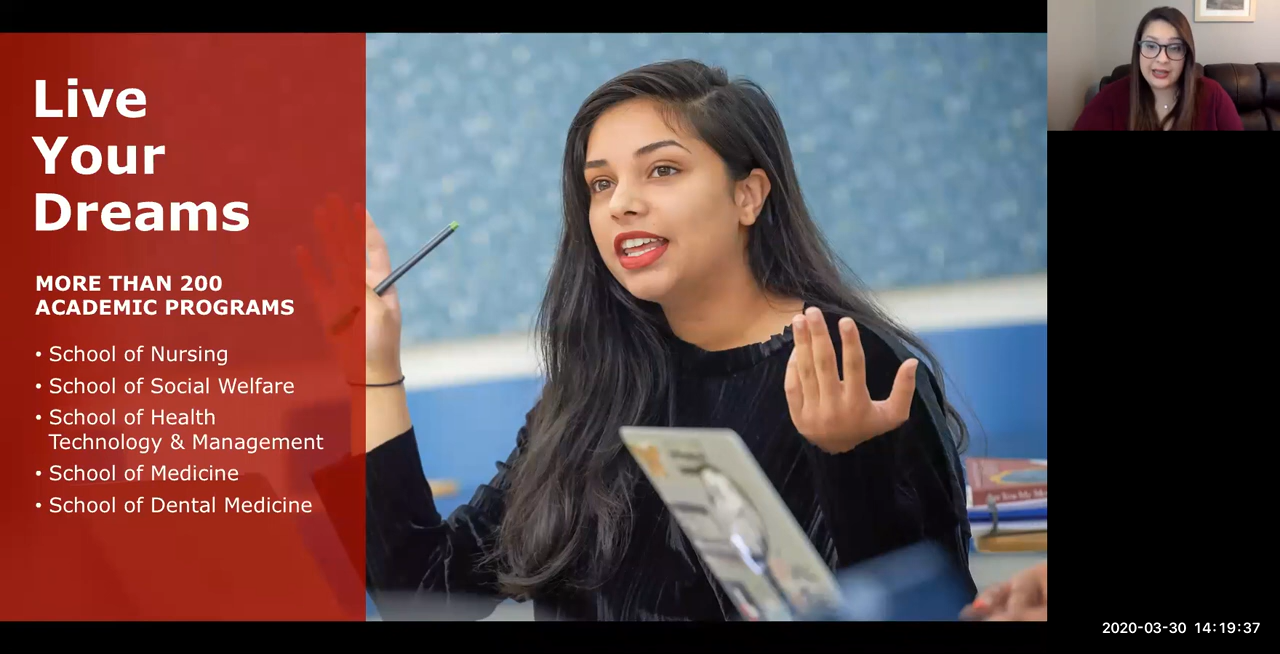 Live
Your
Dreams
MORE THAN 200
ACADEMIC PROGRAMS
• School of Nursing
• School of Social Welfare
• School of Health
Technology & Management
• School of Medicine
• School of Dental Medicine
2020-03-30 14:19:37